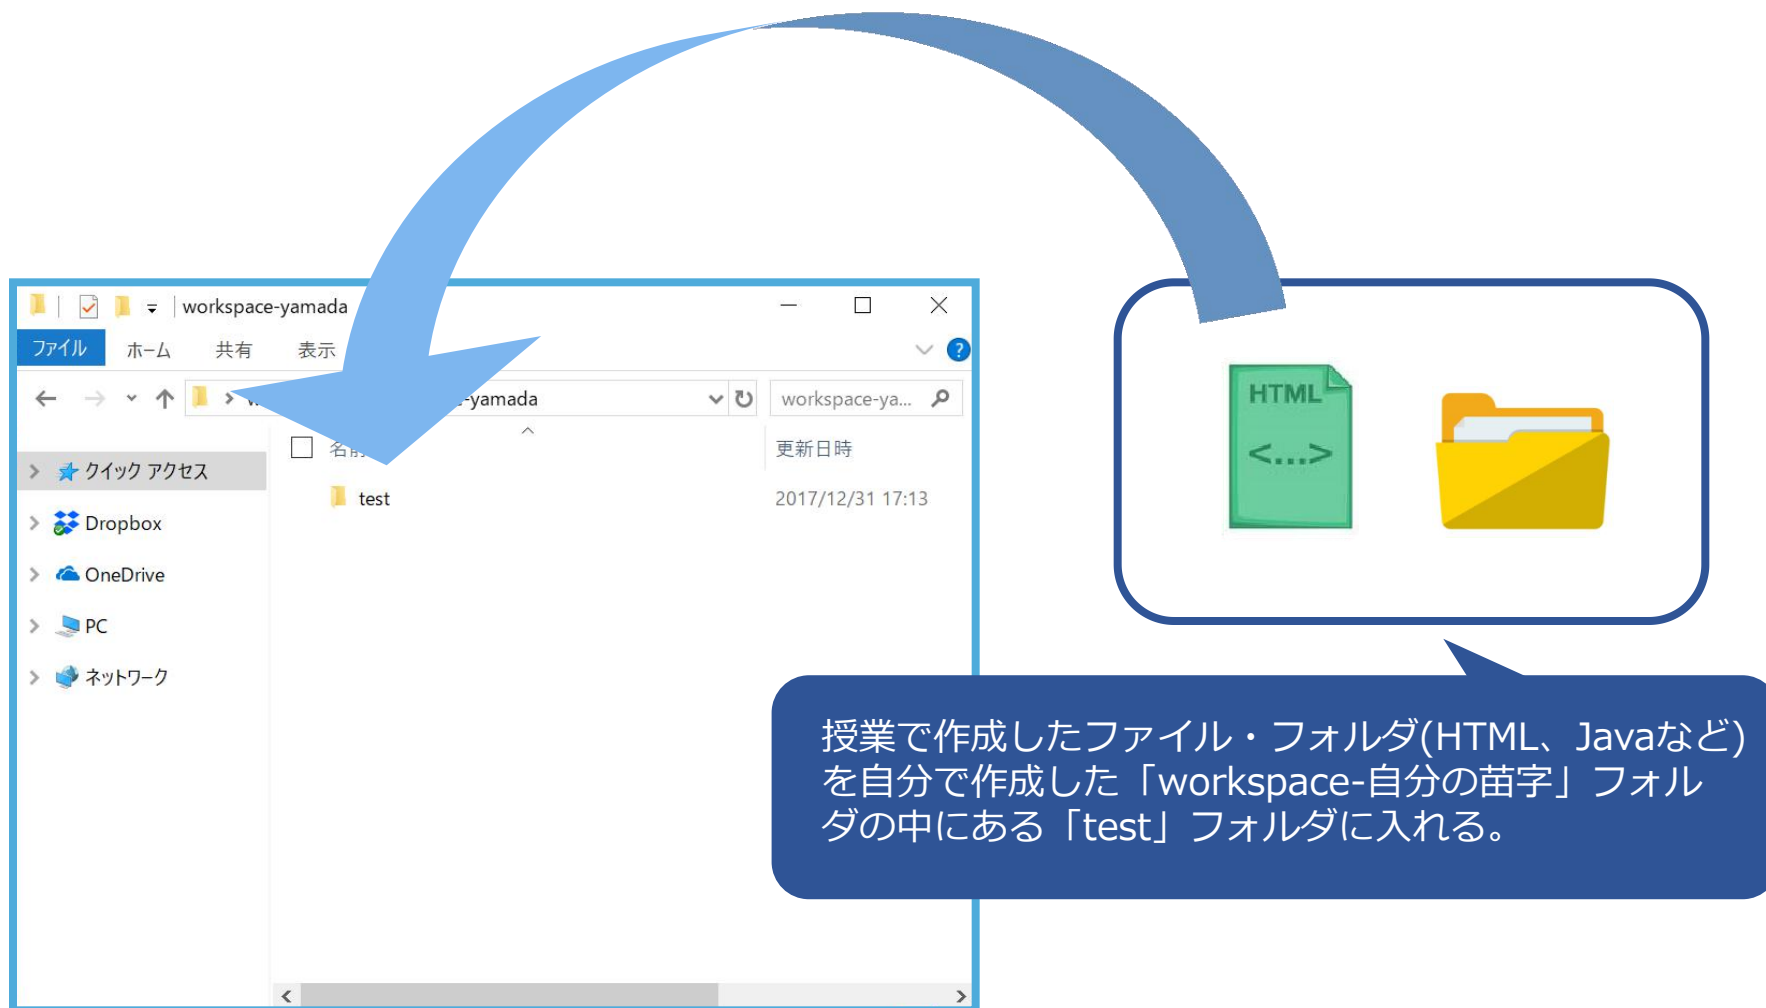 workspace-yamada
ファイル ホーム 共有 表示
-yamada workspace-ya...
更新日時
クイック アクセス
test 2017/12/31 17:13
Dropbox
OneDrive
PC
ネットワーク
HTML
<...>
授業で作成したファイル・フォルダ(HTML、Javaなど)
を自分で作成した「workspace-自分の苗字」フォル
ダの中にある「test」フォルダに入れる。